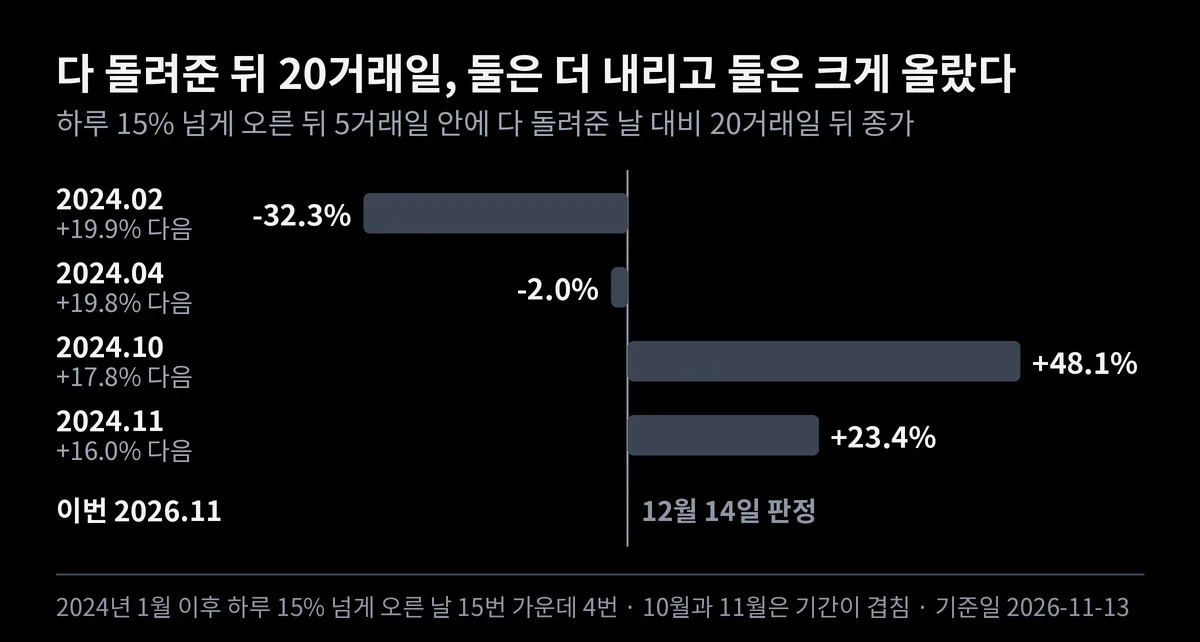 다 돌려준 뒤 20거래일, 둘은 더 내리고 둘은 크게 올랐다
하루 15% 넘게 오른 뒤 5거래일 안에 다 돌려준 날 대비 20거래일 뒤 종가
2024.02
+19.9% 다음
-32.3%
2024.04
+19.8% 다음
-2.0%
2024.10
+17.8% 다음
+48.1%
2024.11
+16.0% 다음
+23.4%
이번 2026.11
12월 14일 판정
2024년 1월 이후 하루 15% 넘게 오른 날 15번 가운데 4번 · 10월과 11월은 기간이 겹침 · 기준일 2026-11-13